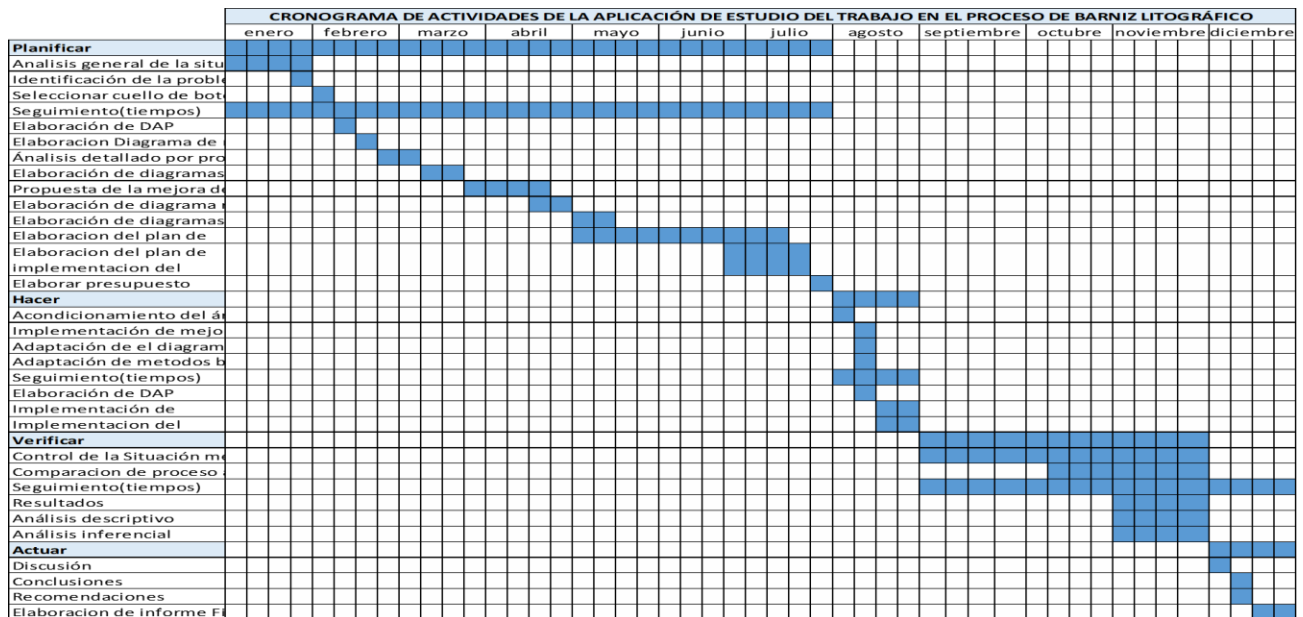 CRONOGRAMA DE ACTIVIDADES DE LA APLICACIÓN DE ESTUDIO DEL TRABAJO EN EL PROCESO DE BARNIZ LITOGRÁFICO
enero febrero marzo abril mayo junio julio agosto septiembre octubre noviembre diciembre
Planificar
Analisis general de la situ
Identificación de la proble
Seleccionar cuello de bot
Seguimiento(tiempos)
Elaboración de DAP
Elaboracion Diagrama de
Ánalisis detallado por pro
Elaboración de diagramas
Propuesta de la mejora de
Elaboración de diagrama
Elaboración de diagramas
Elaboracion del plan de
Elaboracion del plan de
implementacion del
Elaborar presupuesto
Hacer
Acondicionamiento del ár
Implementación de mejo
Adaptación de el diagram
Adaptación de metodos b
Seguimiento(tiempos)
Elaboración de DAP
Implementación de
Implementacion del
Verificar
Control de la Situación me
Comparacion de proceso
Seguimiento(tiempos)
Resultados
Análisis descriptivo
Análisis inferencial
Actuar
Discusión
Conclusiones
Recomendaciones
Elaboracion de informe Fi